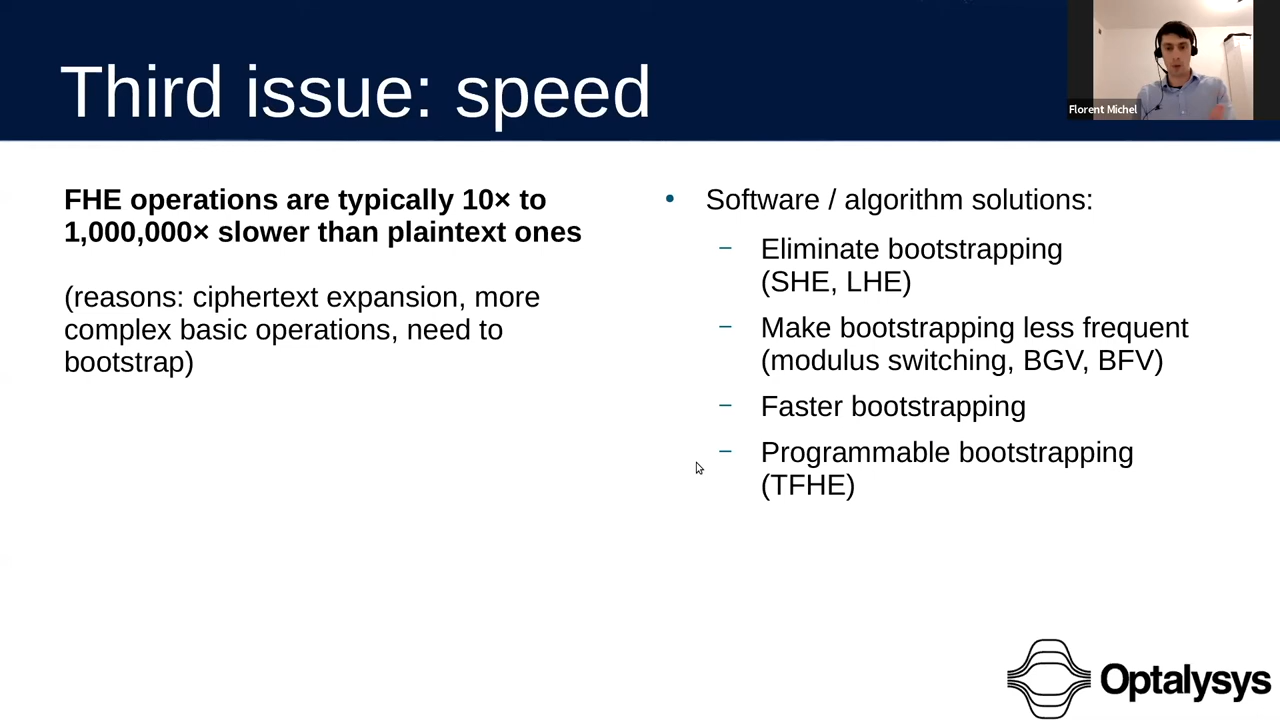 Third issue: speed
Florent Michel
FHE operations are typically 10× to
1,000,000× slower than plaintext ones
(reasons: ciphertext expansion, more
complex basic operations, need to
bootstrap)
• Software / algorithm solutions:
– Eliminate bootstrapping
(SHE, LHE)
– Make bootstrapping less frequent
(modulus switching, BGV, BFV)
– Faster bootstrapping
– Programmable bootstrapping
(TFHE)
Optalysys